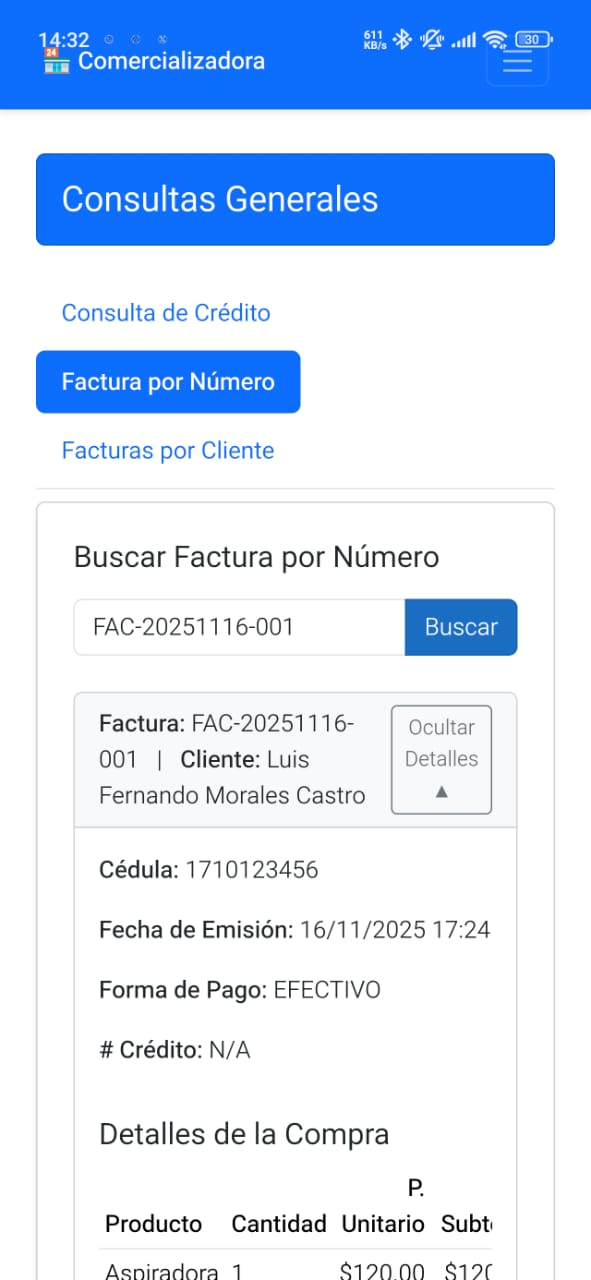 14:32
611
KB/s
30
24
Comercializadora
Consultas Generales
Consulta de Crédito
Factura por Número
Facturas por Cliente
Buscar Factura por Número
FAC-20251116-001
Buscar
Factura: FAC-20251116-
001 | Cliente: Luis
Fernando Morales Castro
Ocultar
Detalles
▲
Cédula: 1710123456
Fecha de Emisión: 16/11/2025 17:24
Forma de Pago: EFECTIVO
# Crédito: N/A
Detalles de la Compra
P.
Producto Cantidad Unitario Subt
Aspiradora 1 $120.00 $120